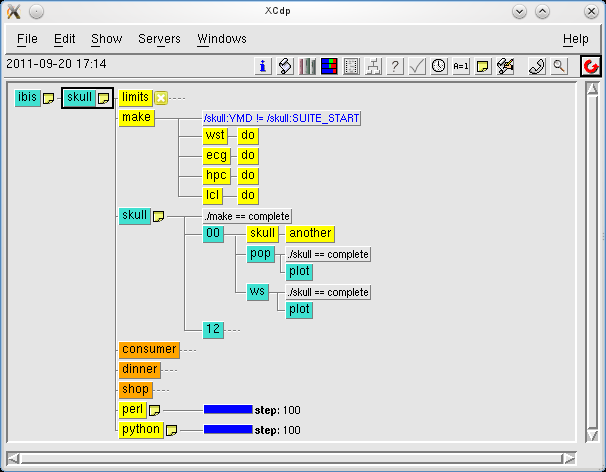 XCdp
File Edit Show Servers Windows Help
2011-09-20 17:14
i ? A=1
ibis skull limits
make /skull:YMD != /skull:SUITE_START
wst do
ecg do
hpc do
lcl do
skull ./make == complete
00 skull another
pop ./skull == complete
plot
ws ./skull == complete
plot
12
consumer
dinner
shop
perl step: 100
python step: 100